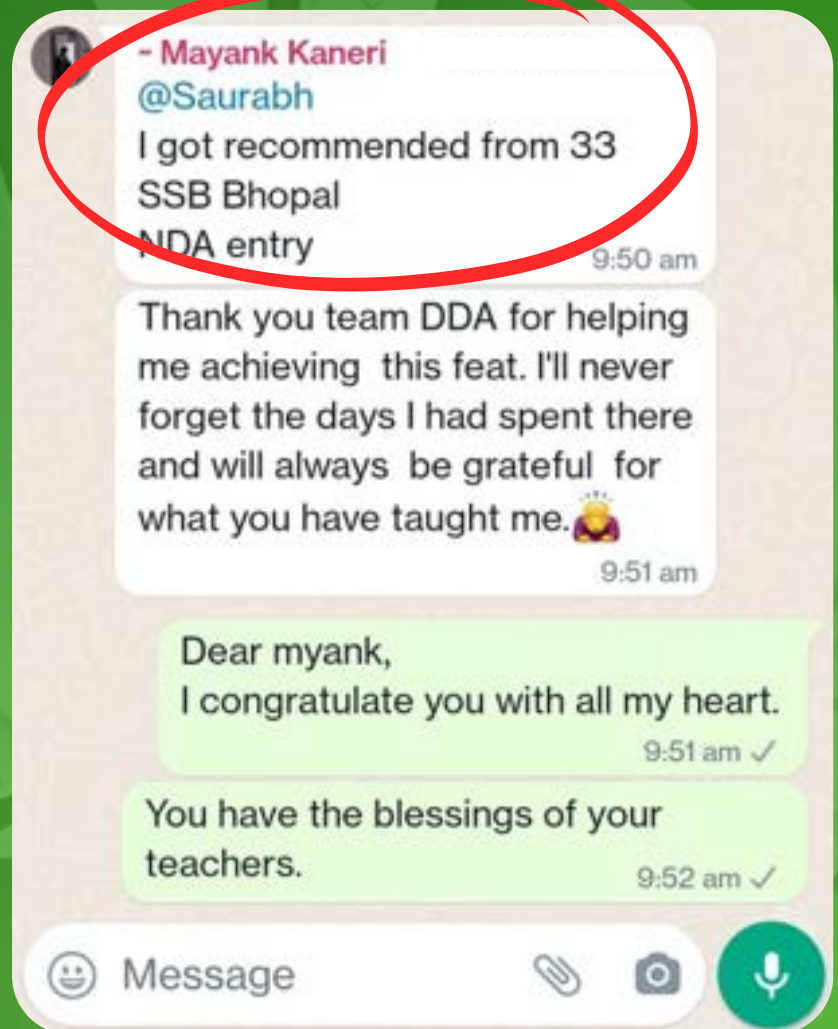 ~ Mayank Kaneri
@Saurabh
I got recommended from 33
SSB Bhopal
NDA entry
9:50 am
Thank you team DDA for helping
me achieving this feat. I'll never
forget the days I had spent there
and will always be grateful for
what you have taught me.
9:51 am
Dear myank,
I congratulate you with all my heart.
9:51 am
You have the blessings of your
teachers.
9:52 am
Message